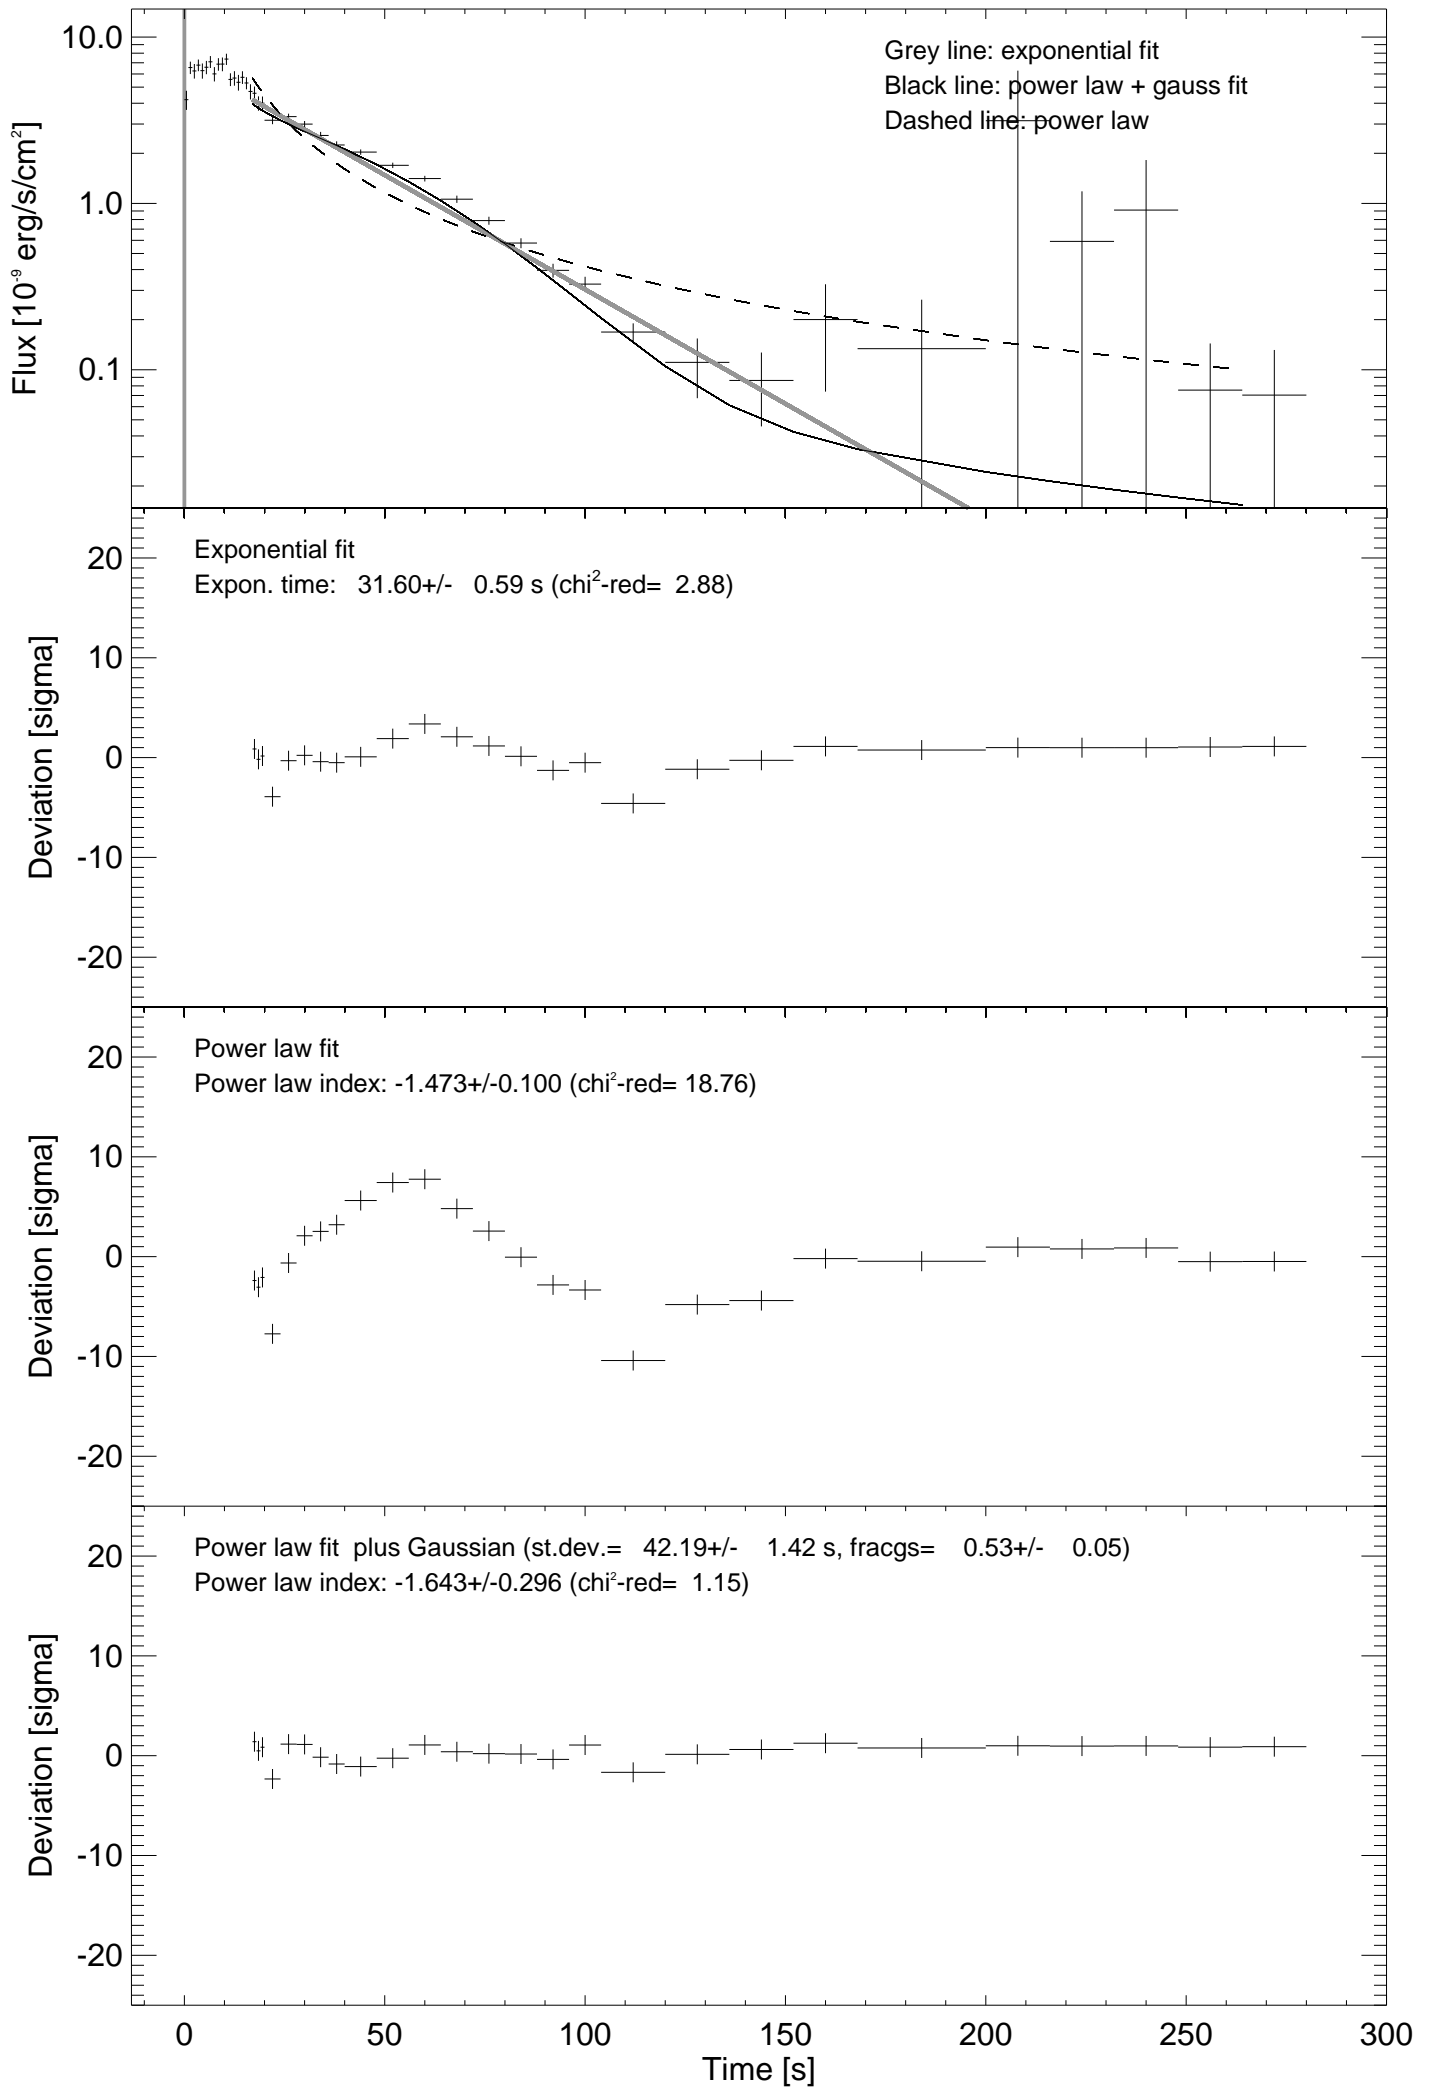 10.0
1.0
0.1
Flux [10⁻⁹ erg/s/cm²]
Grey line: exponential fit
Black line: power law + gauss fit
Dashed line: power law
20
10
0
-10
-20
Deviation [sigma]
Exponential fit
Expon. time: 31.60+/- 0.59 s (chi²-red= 2.88)
20
10
0
-10
-20
Deviation [sigma]
Power law fit
Power law index: -1.473+/-0.100 (chi²-red= 18.76)
20
10
0
-10
-20
Deviation [sigma]
Power law fit plus Gaussian (st.dev.= 42.19+/- 1.42 s, fracgs= 0.53+/- 0.05)
Power law index: -1.643+/-0.296 (chi²-red= 1.15)
0 50 100 150 200 250 300
Time [s]